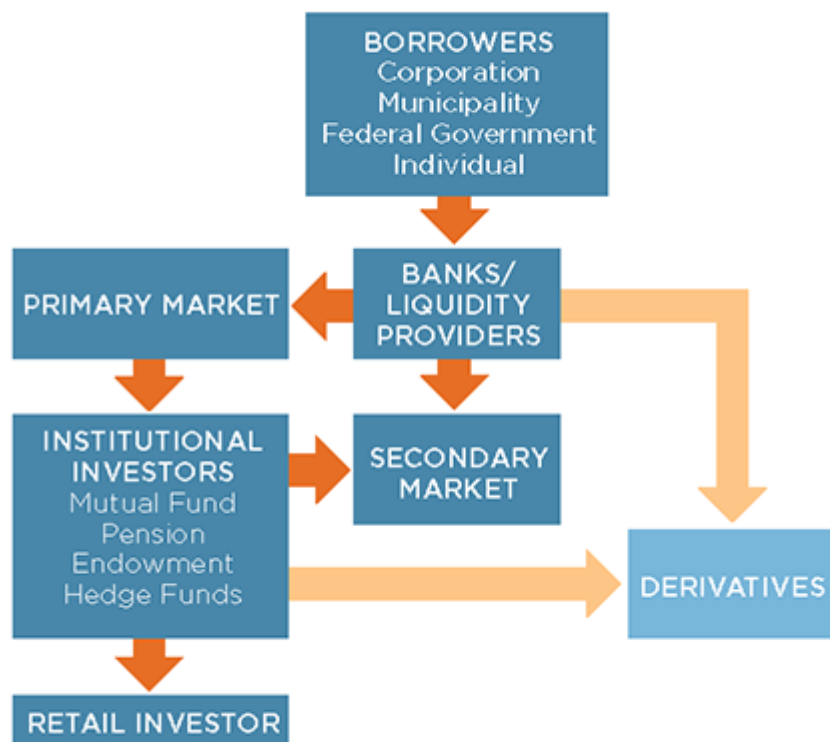 BORROWERS
Corporation
Municipality
Federal Government
Individual
PRIMARY MARKET
BANKS/
LIQUIDITY
PROVIDERS
INSTITUTIONAL
INVESTORS
Mutual Fund
Pension
Endowment
Hedge Funds
SECONDARY
MARKET
DERIVATIVES
RETAIL INVESTOR